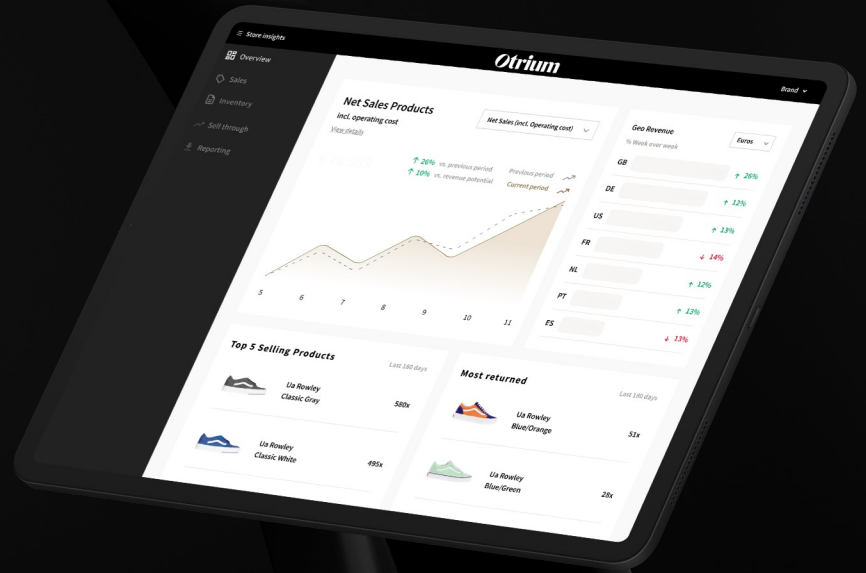 Store insights
Otrium
Brand
Overview
Sales
Inventory
Sell through
Reporting
Net Sales Products
incl. operating cost
View details
Net Sales (incl. Operating cost)
↑ 26% vs. previous period
↑ 10% vs. revenue potential
Previous period
Current period
5 6 7 8 9 10 11
Geo Revenue
% Week over week
Euros
GB ↑ 26%
DE ↑ 12%
US ↑ 13%
FR ↓ 14%
NL ↑ 12%
PT ↑ 13%
ES ↓ 13%
Top 5 Selling Products
Last 180 days
Ua Rowley
Classic Gray
580x
Ua Rowley
Classic White
495x
Most returned
Last 180 days
Ua Rowley
Blue/Orange
51x
Ua Rowley
Blue/Green
28x